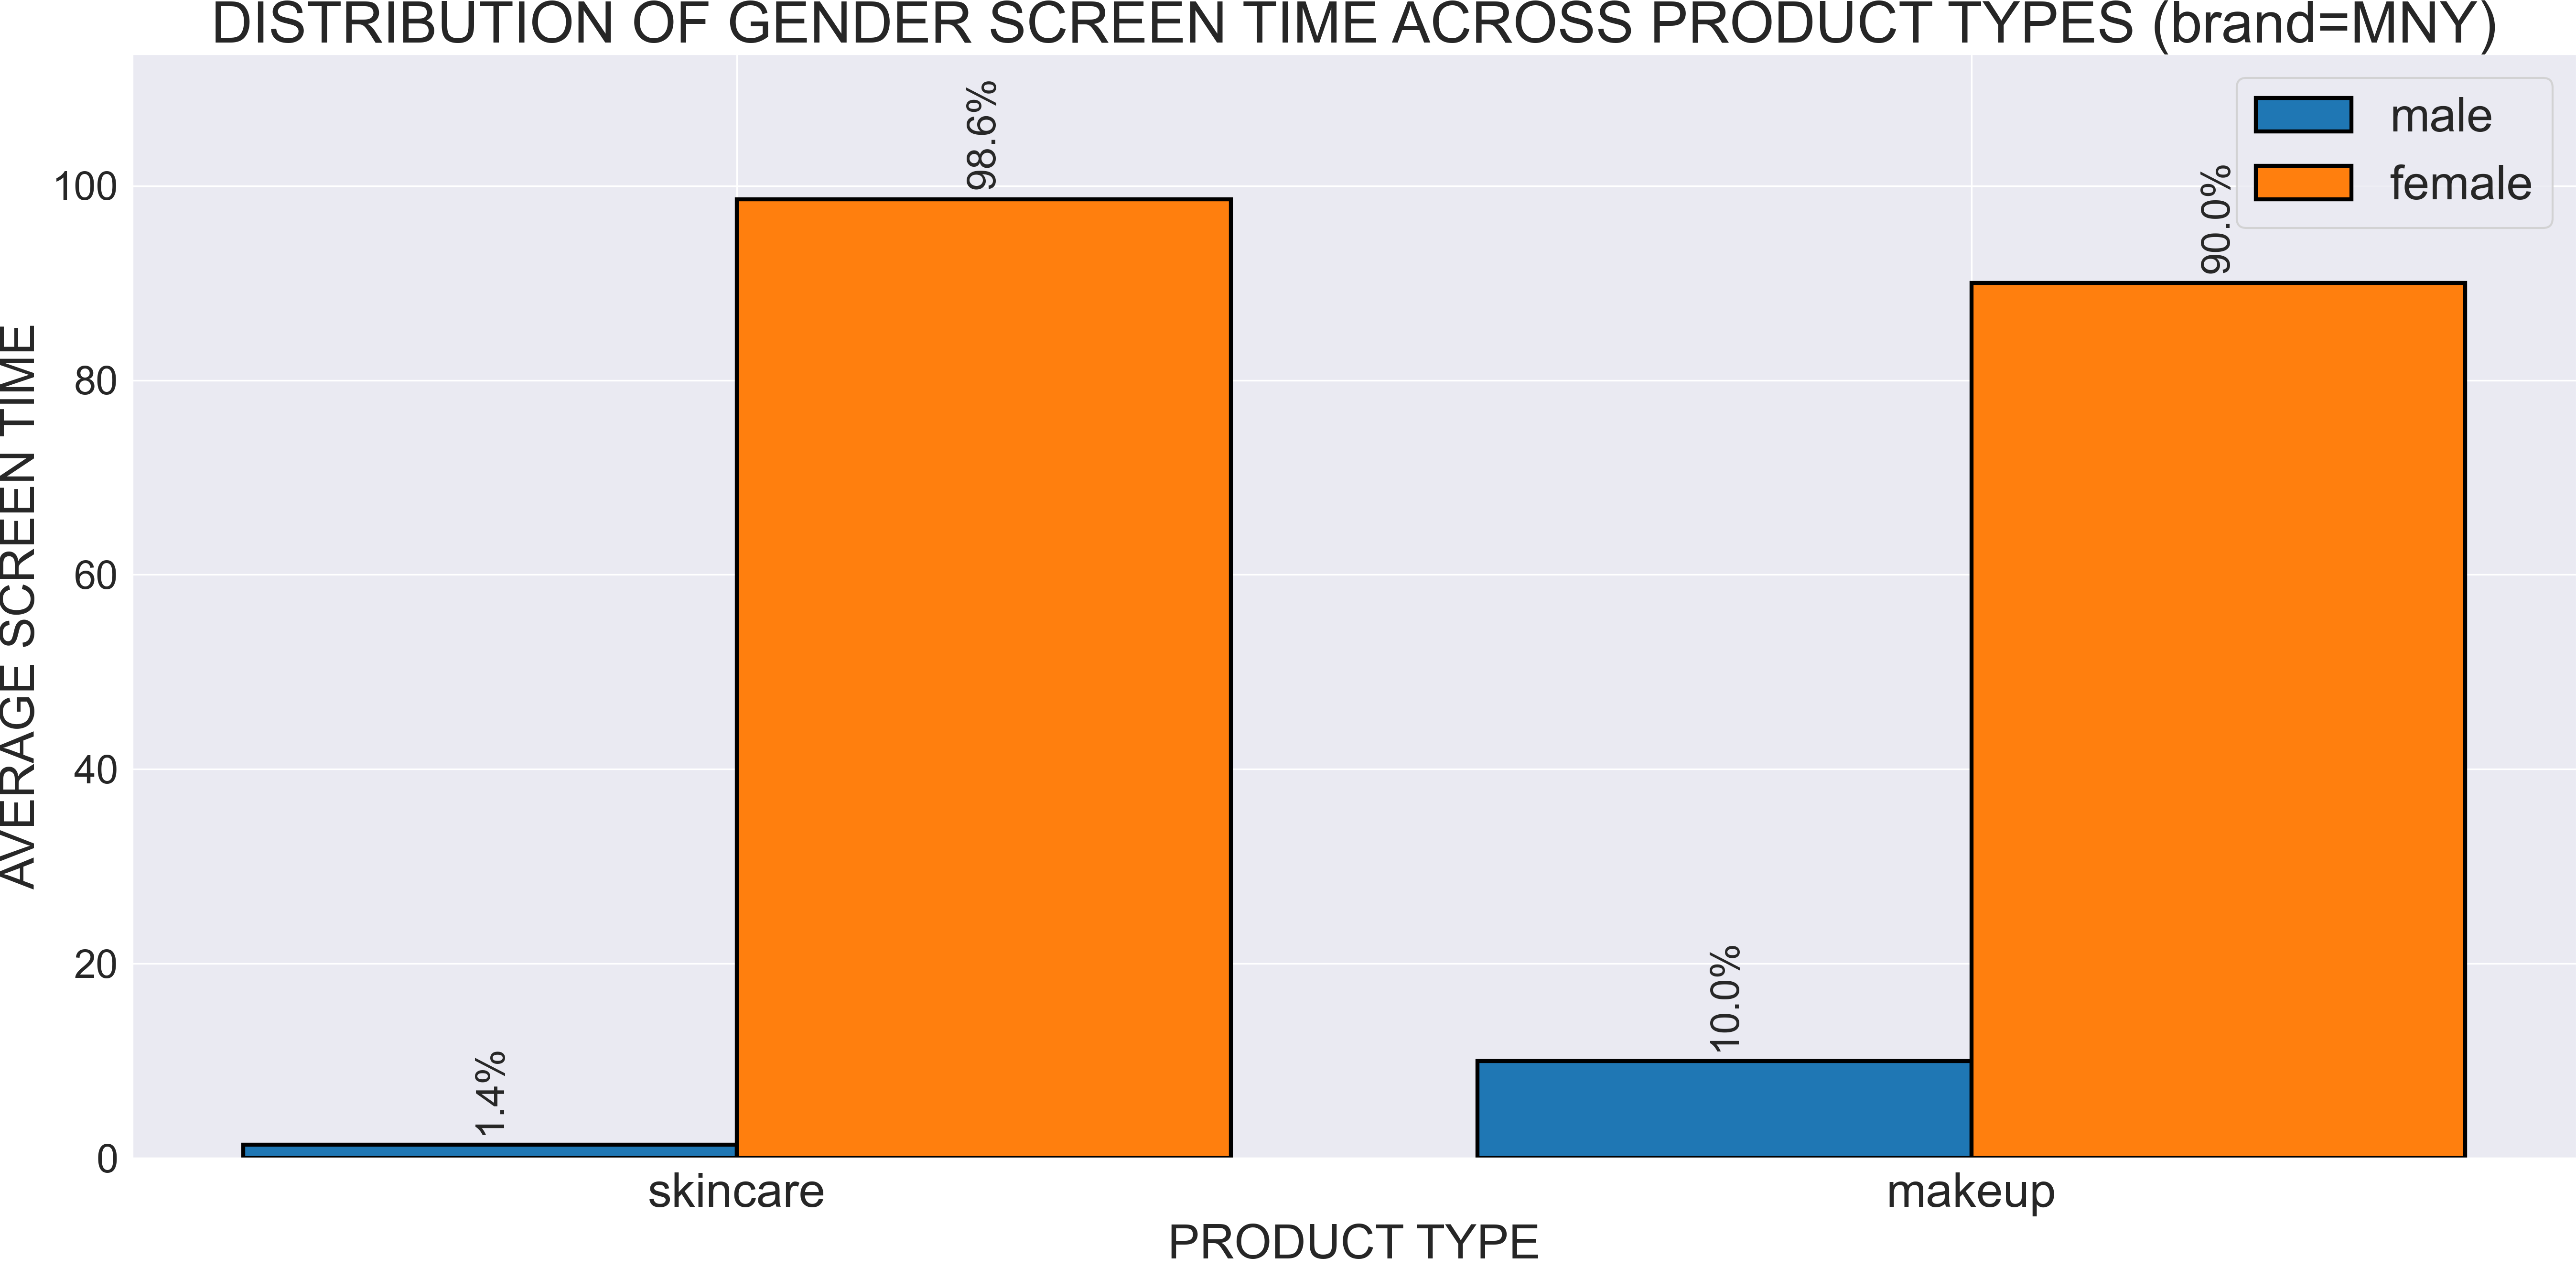 DISTRIBUTION OF GENDER SCREEN TIME ACROSS PRODUCT TYPES (brand=MNY)
male
female
AVERAGE SCREEN TIME
100
80
60
40
20
0
1.4%
98.6%
10.0%
90.0%
skincare
makeup
PRODUCT TYPE